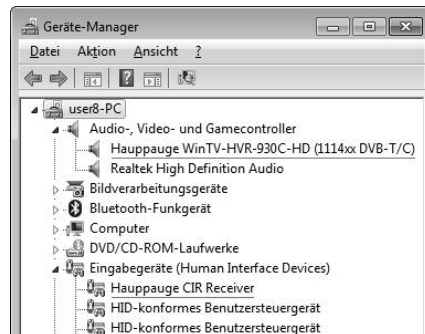 Geräte-Manager
Datei Aktion Ansicht ?
user8-PC
Audio-, Video- und Gamecontroller
Hauppauge WinTV-HVR-930C-HD (1114xx DVB-T/C)
Realtek High Definition Audio
Bildverarbeitungsgeräte
Bluetooth-Funkgerät
Computer
DVD/CD-ROM-Laufwerke
Eingabegeräte (Human Interface Devices)
Hauppauge CIR Receiver
HID-konformes Benutzersteuergerät
HID-konformes Benutzersteuergerät